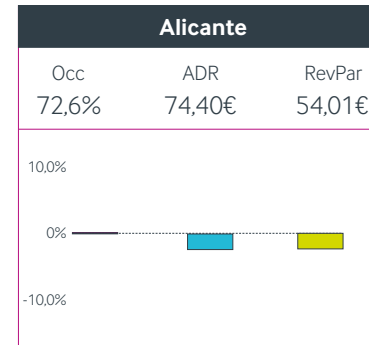 Alicante
Occ ADR RevPar
72,6% 74,40€ 54,01€
10,0%
0%
-10,0%